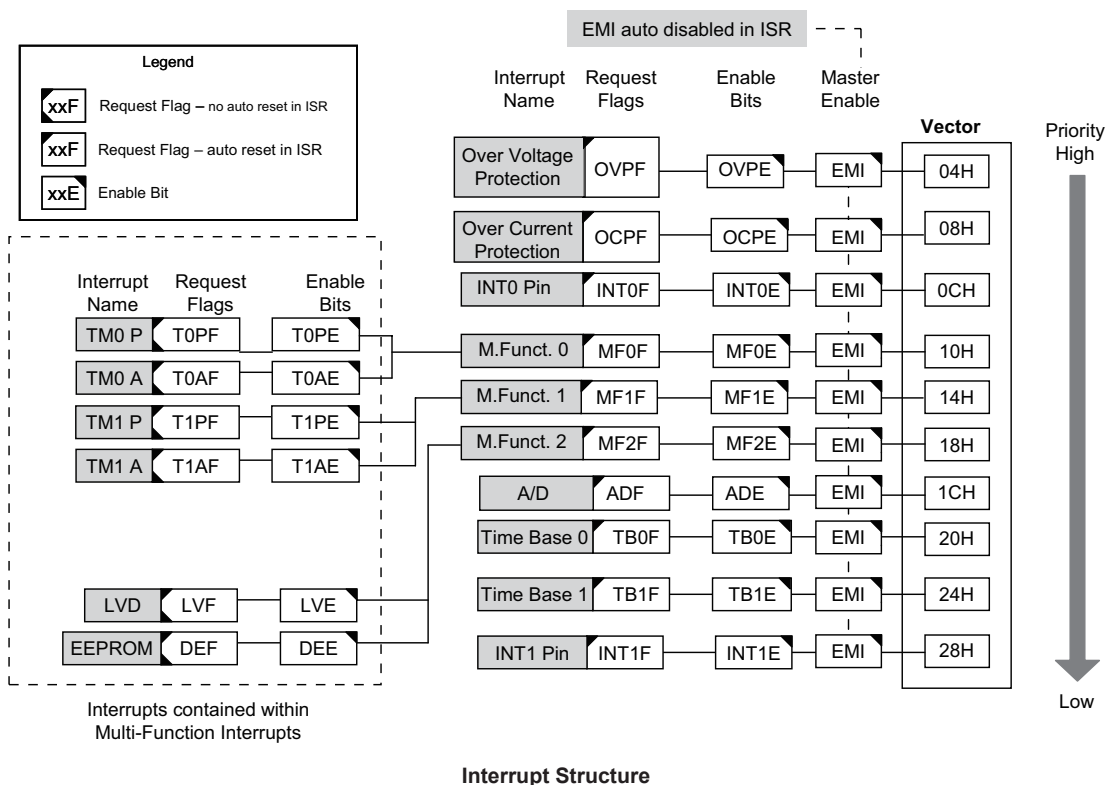 EMI auto disabled in ISR
Legend
xxF Request Flag – no auto reset in ISR
xxF Request Flag – auto reset in ISR
xxE Enable Bit
Interrupt Name Request Flags Enable Bits Master Enable Vector Priority High
Over Voltage Protection OVPF OVPE EMI 04H
Over Current Protection OCPF OCPE EMI 08H
INT0 Pin INT0F INT0E EMI 0CH
M.Funct. 0 MF0F MF0E EMI 10H
M.Funct. 1 MF1F MF1E EMI 14H
M.Funct. 2 MF2F MF2E EMI 18H
A/D ADF ADE EMI 1CH
Time Base 0 TB0F TB0E EMI 20H
Time Base 1 TB1F TB1E EMI 24H
INT1 Pin INT1F INT1E EMI 28H
Low
Interrupt Name Request Flags Enable Bits
TM0 P T0PF T0PE
TM0 A T0AF T0AE
TM1 P T1PF T1PE
TM1 A T1AF T1AE
LVD LVF LVE
EEPROM DEF DEE
Interrupts contained within
Multi-Function Interrupts
Interrupt Structure